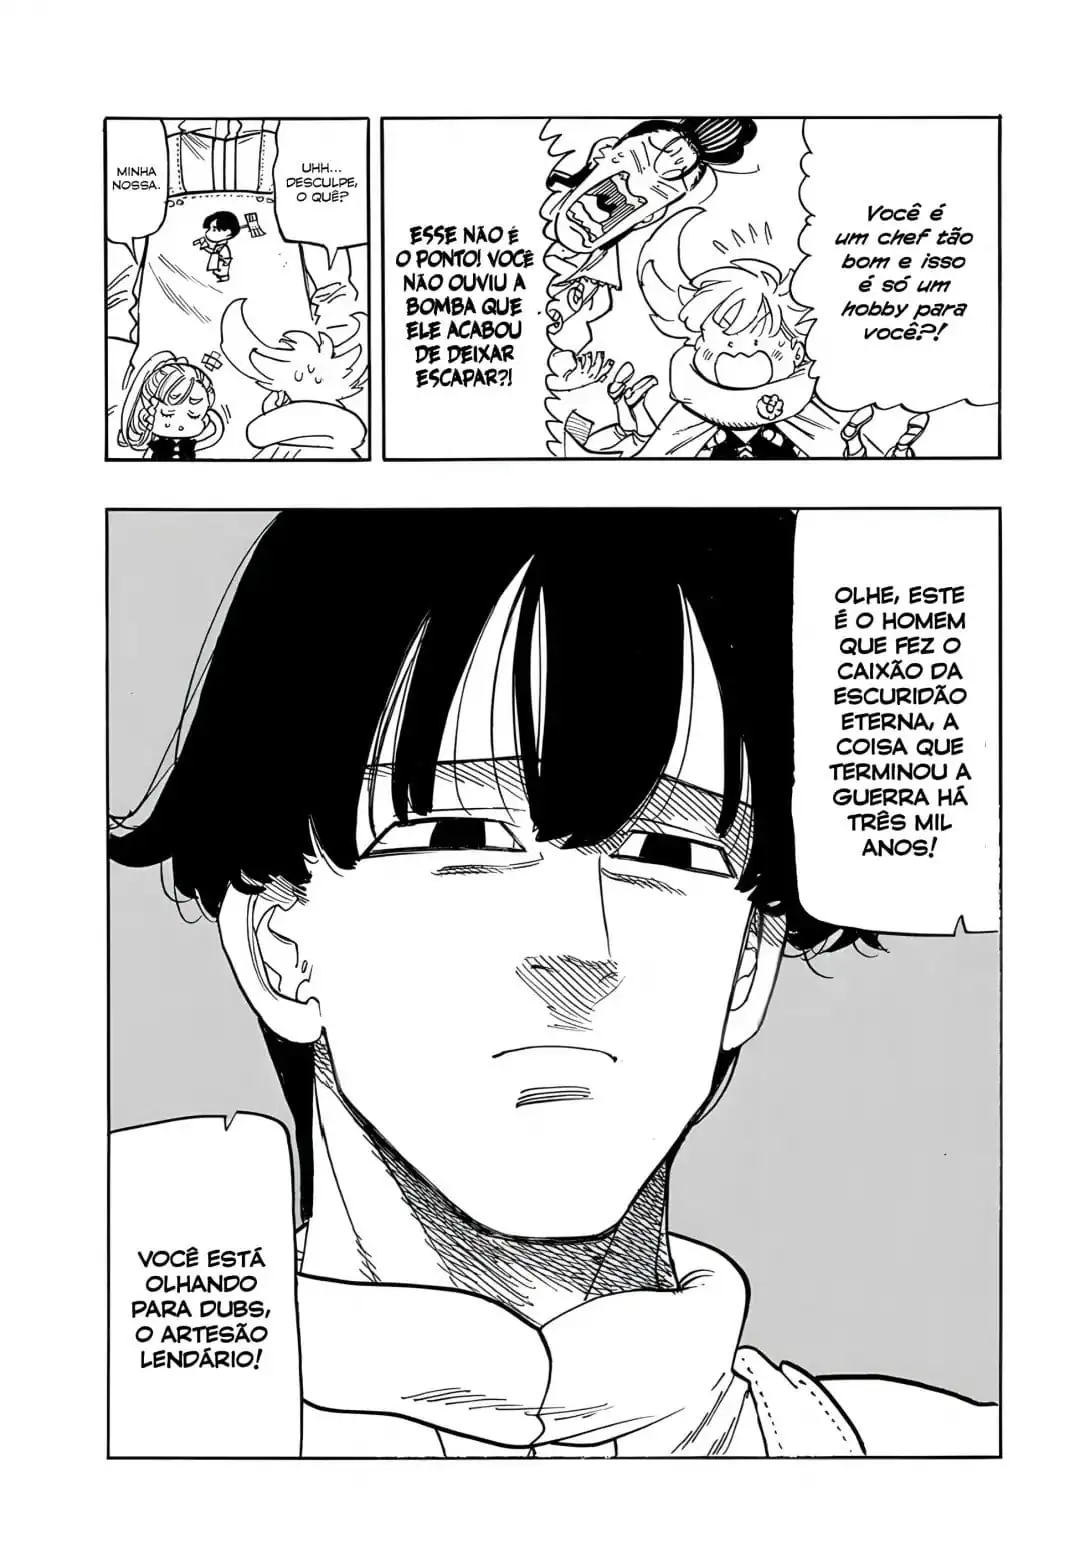 Você é
um chef tão
bom e isso
é só um
hobby para
você?!
ESSE NÃO É
O PONTO! VOCÊ
NÃO OUVIU A
BOMBA QUE
ELE ACABOU
DE DEIXAR
ESCAPAR?!
UHH...
DESCULPE,
O QUÊ?
MINHA
NOSSA.
OLHE, ESTE
É O HOMEM
QUE FEZ O
CAIXÃO DA
ESCURIDÃO
ETERNA, A
COISA QUE
TERMINOU A
GUERRA HÁ
TRÊS MIL
ANOS!
VOCÊ ESTÁ
OLHANDO
PARA DUBS,
O ARTESÃO
LENDÁRIO!